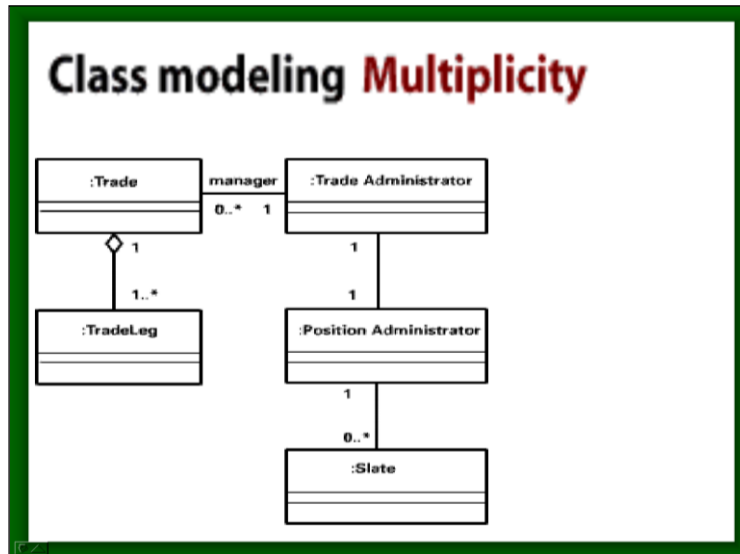 Class modeling Multiplicity
:Trade
manager
:Trade Administrator
0..* 1
1
1
1..*
1
:TradeLeg
:Position Administrator
1
0..*
:Slate